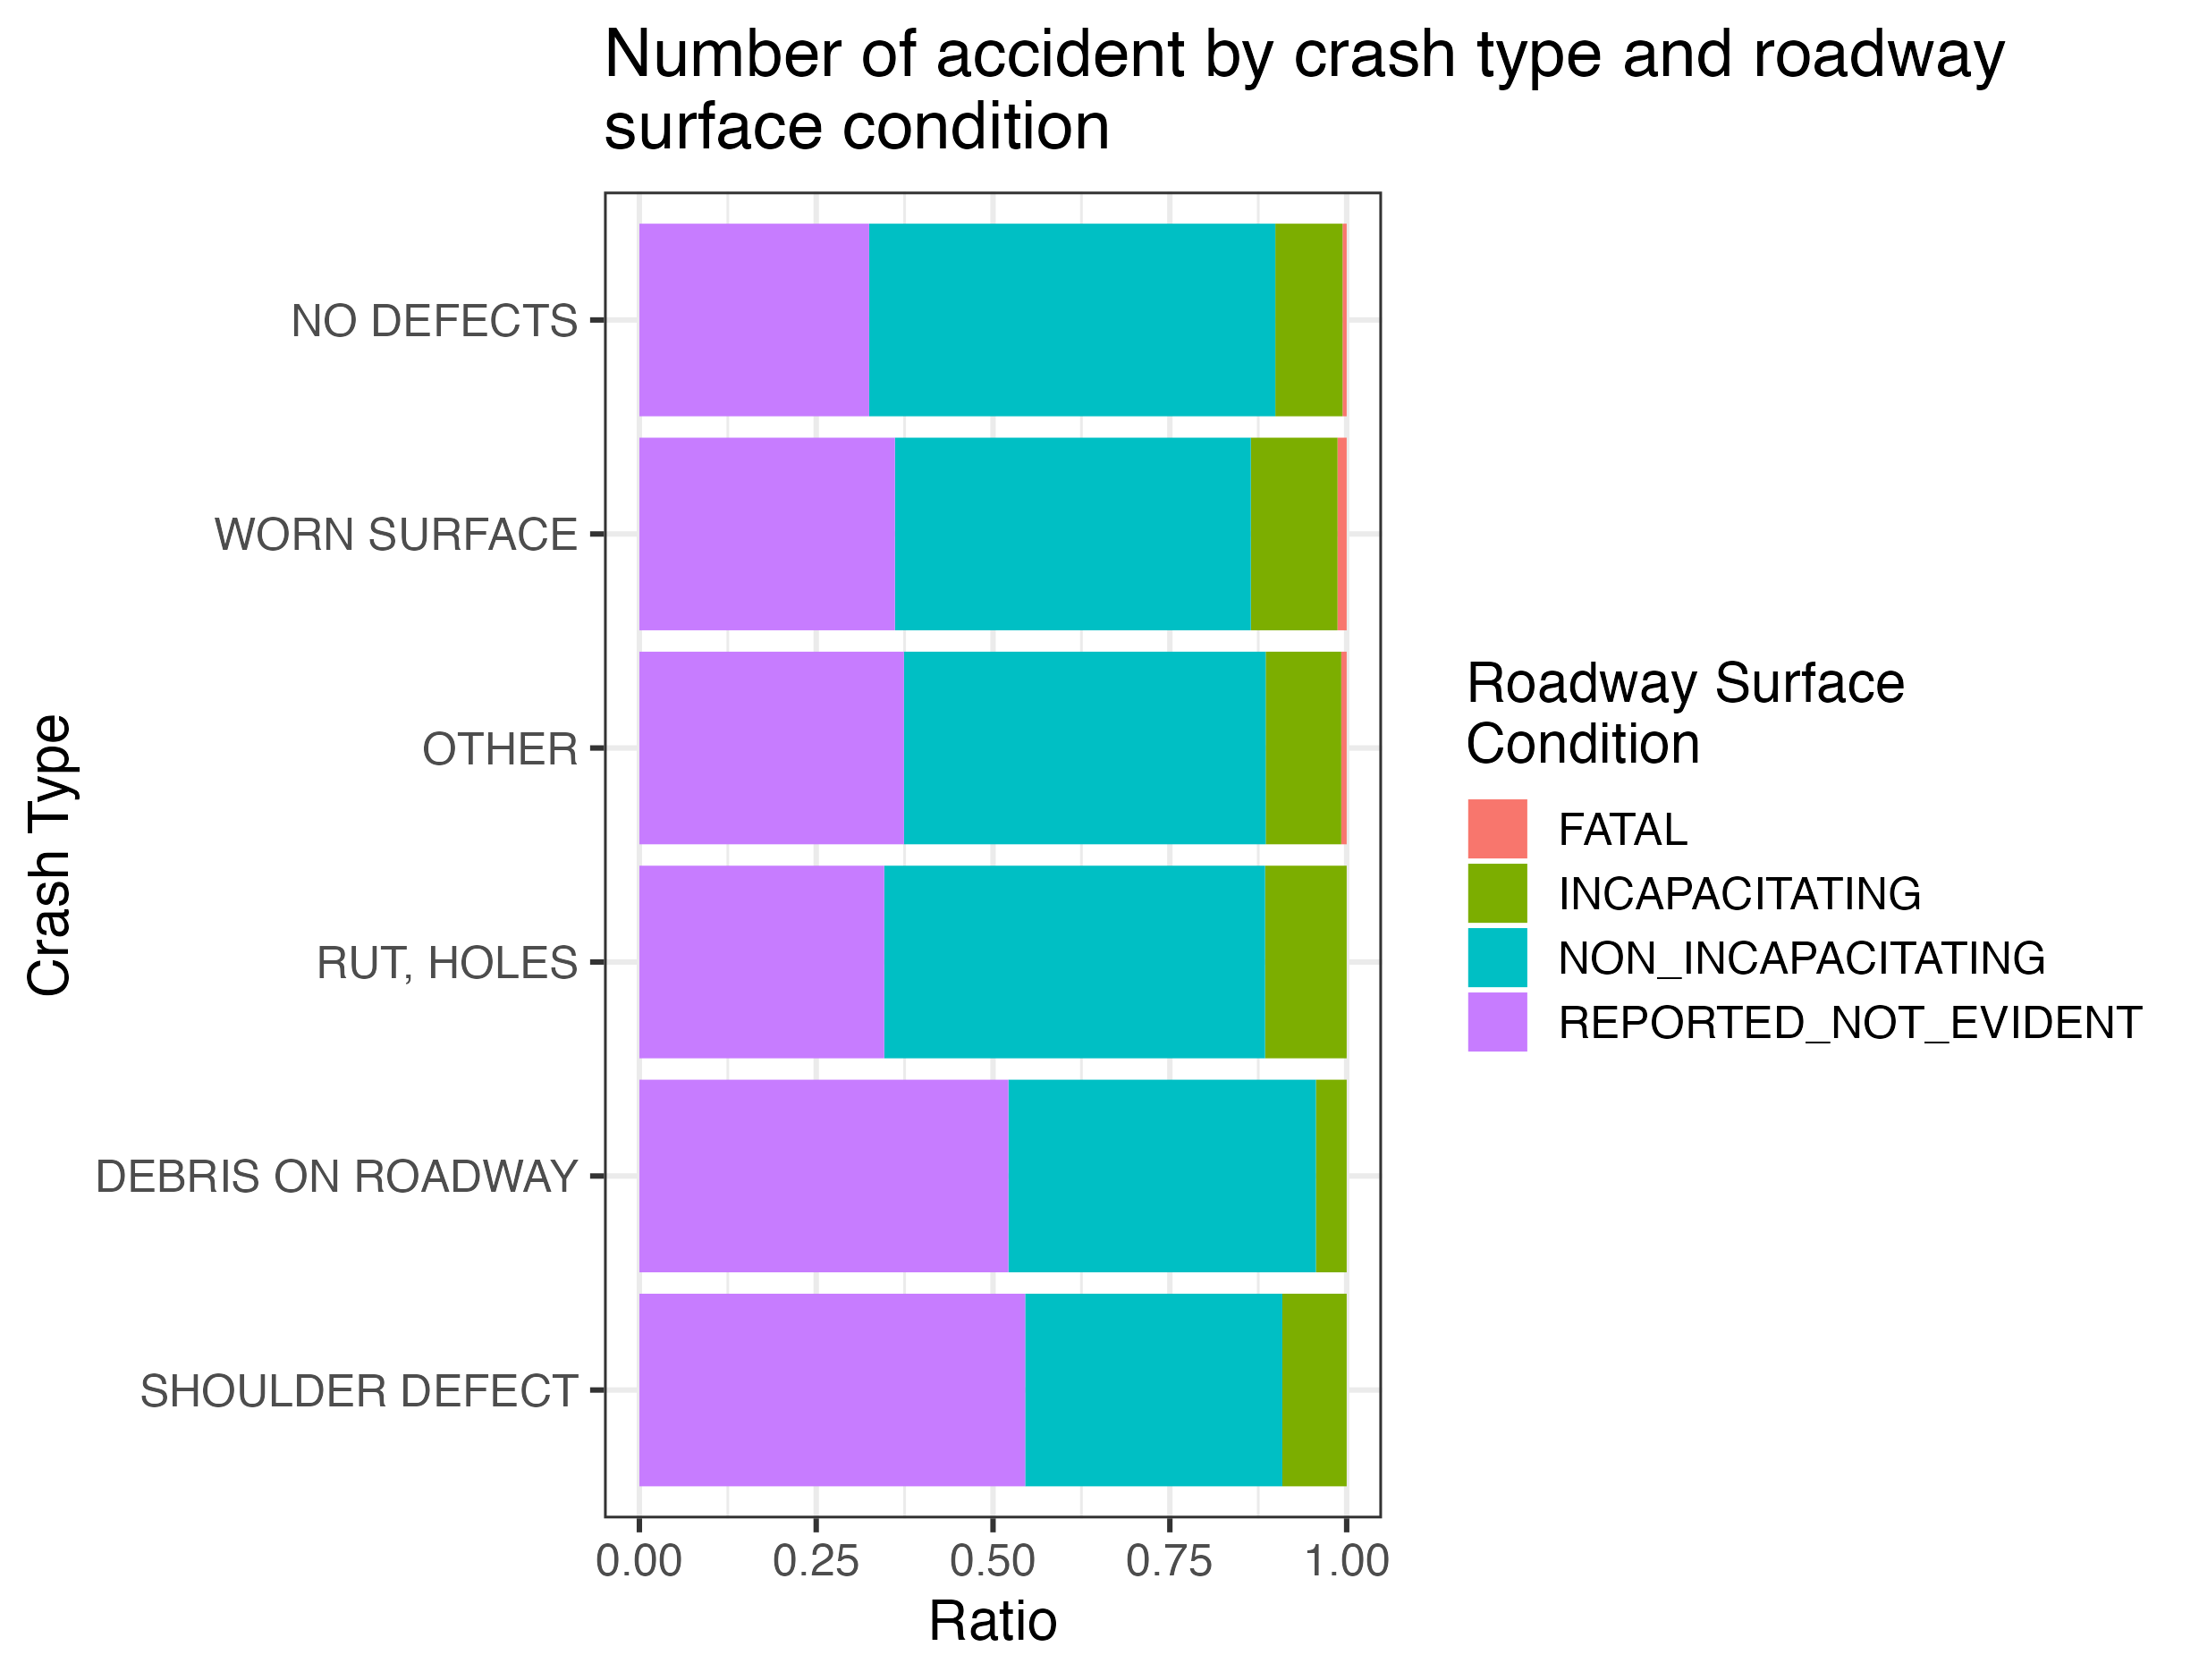 Number of accident by crash type and roadway
surface condition
NO DEFECTS
WORN SURFACE
OTHER
RUT, HOLES
DEBRIS ON ROADWAY
SHOULDER DEFECT
Crash Type
0.00 0.25 0.50 0.75 1.00
Ratio
Roadway Surface
Condition
FATAL
INCAPACITATING
NON_INCAPACITATING
REPORTED_NOT_EVIDENT